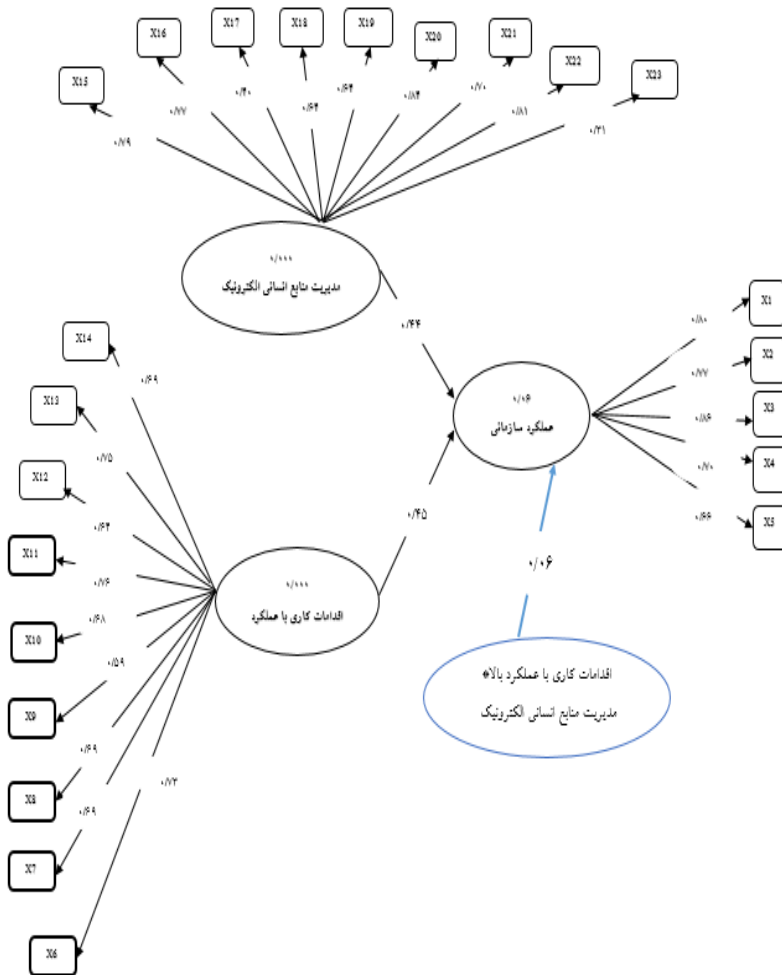 X15
X16
X17
X18
X19
X20
X21
X22
X23
۰/۷۹
۰/۷۷
۰/۴۰
۰/۶۴
۰/۶۴
۰/۸۴
۰/۷۰
۰/۸۱
۰/۳۱
۰/۰۰۰
مدیریت منابع انسانی الکترونیک
۰/۴۴
X14
X13
X12
X11
X10
X9
X8
X7
X6
۰/۶۹
۰/۷۵
۰/۶۴
۰/۷۶
۰/۶۸
۰/۵۹
۰/۶۹
۰/۶۹
۰/۷۳
۰/۰۰۰
اقدامات کاری با عملکرد
۰/۴۵
۰/۰۶
عملکرد سازمانی
۰/۸۰
۰/۷۷
۰/۸۶
۰/۷۰
۰/۶۶
X1
X2
X3
X4
X5
۰/۰۶
اقدامات کاری با عملکرد بالا*
مدیریت منابع انسانی الکترونیک